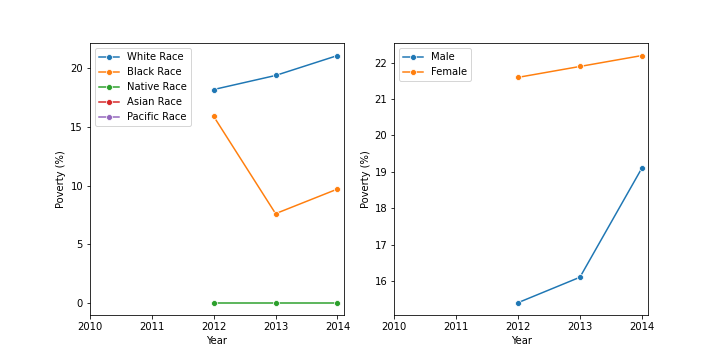 White Race
Black Race
Native Race
Asian Race
Pacific Race
20
15
10
5
0
Poverty (%)
2010 2011 2012 2013 2014
Year
Male
Female
22
21
20
19
18
17
16
Poverty (%)
2010 2011 2012 2013 2014
Year